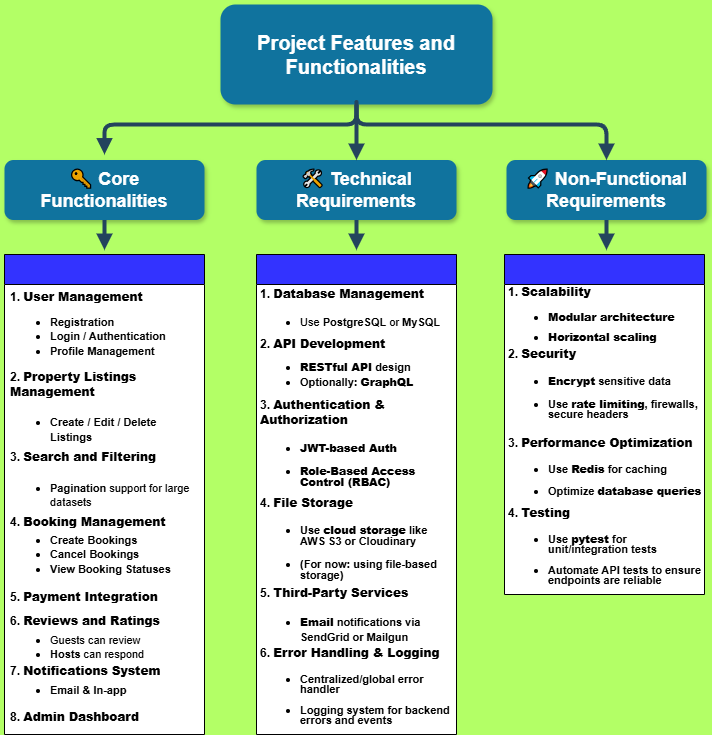 Project Features and
Functionalities
🔑 Core
Functionalities
🛠 Technical
Requirements
🚀 Non-Functional
Requirements
1. User Management
• Registration
• Login / Authentication
• Profile Management
2. Property Listings
Management
• Create / Edit / Delete
Listings
3. Search and Filtering
• Pagination support for large
datasets
4. Booking Management
• Create Bookings
• Cancel Bookings
• View Booking Statuses
5. Payment Integration
6. Reviews and Ratings
• Guests can review
• Hosts can respond
7. Notifications System
• Email & In-app
8. Admin Dashboard
1. Database Management
• Use PostgreSQL or MySQL
2. API Development
• RESTful API design
• Optionally: GraphQL
3. Authentication &
Authorization
• JWT-based Auth
• Role-Based Access
Control (RBAC)
4. File Storage
• Use cloud storage like
AWS S3 or Cloudinary
• (For now: using file-based
storage)
5. Third-Party Services
• Email notifications via
SendGrid or Mailgun
6. Error Handling & Logging
• Centralized/global error
handler
• Logging system for backend
errors and events
1. Scalability
• Modular architecture
• Horizontal scaling
2. Security
• Encrypt sensitive data
• Use rate limiting, firewalls,
secure headers
3. Performance Optimization
• Use Redis for caching
• Optimize database queries
4. Testing
• Use pytest for
unit/integration tests
• Automate API tests to ensure
endpoints are reliable